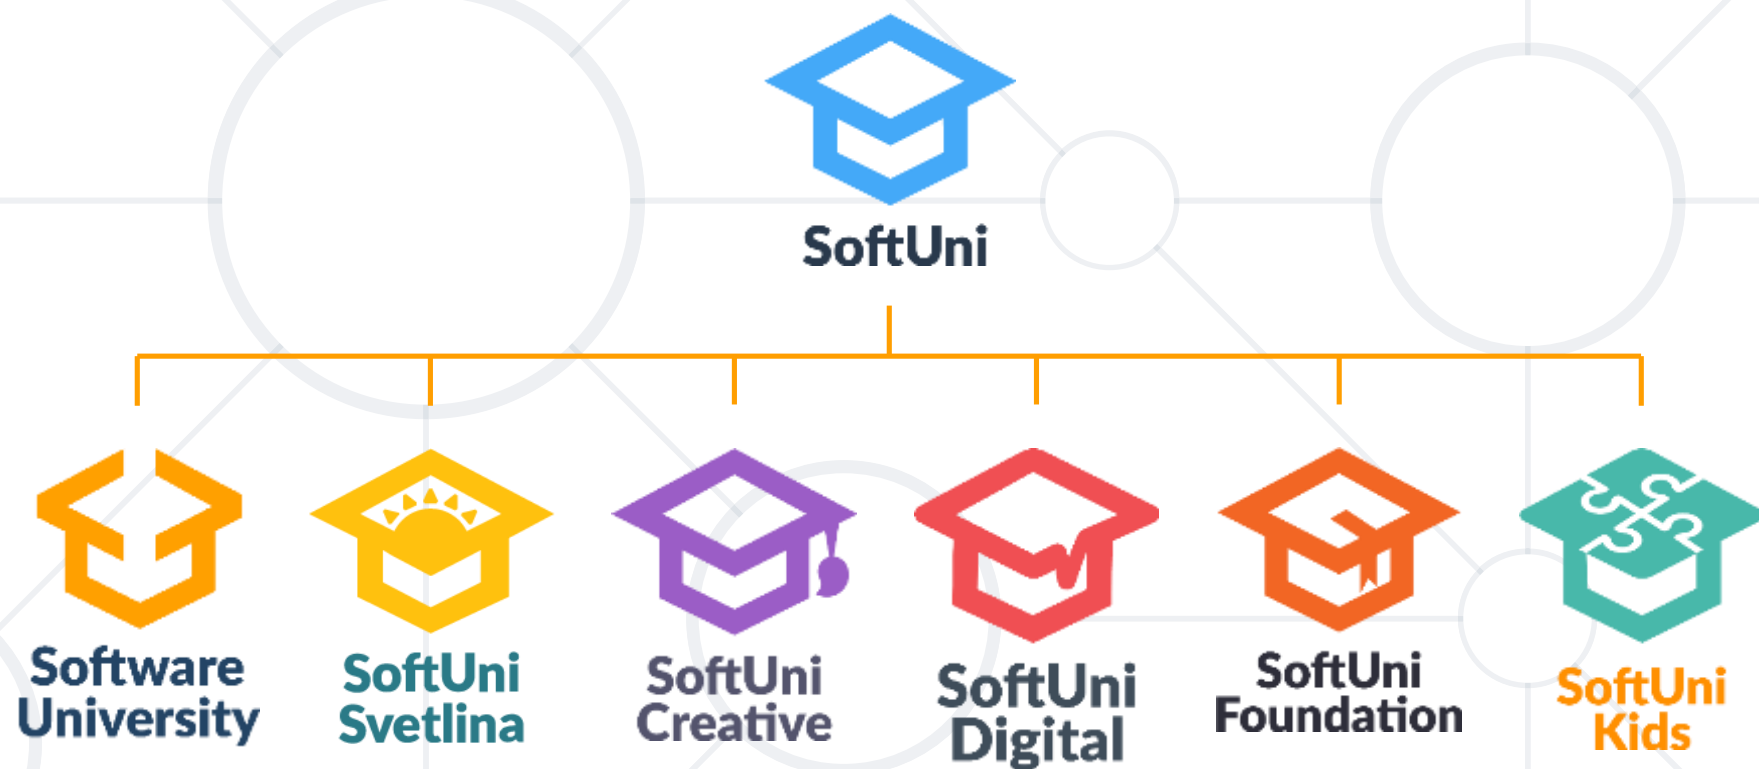 SoftUni
Software
University
SoftUni
Svetlina
SoftUni
Creative
SoftUni
Digital
SoftUni
Foundation
SoftUni
Kids